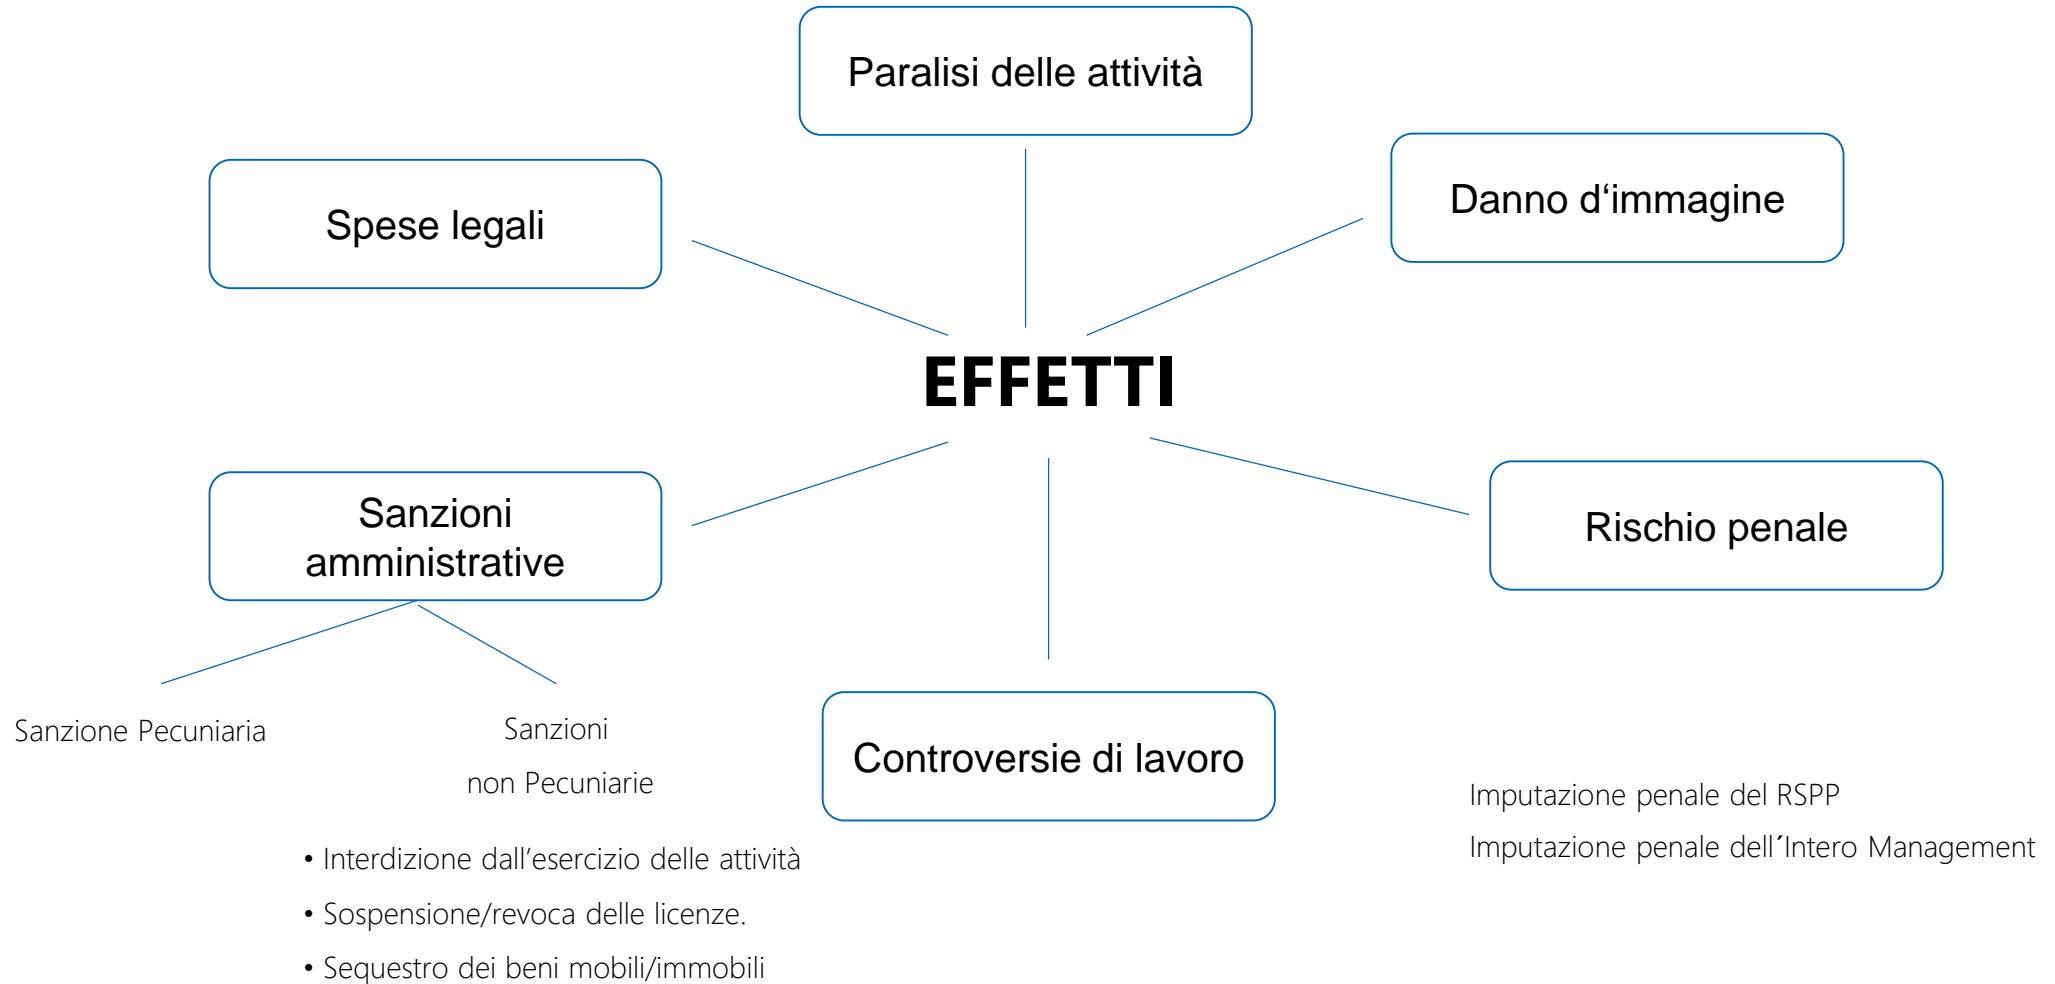 Paralisi delle attività
Danno d‘immagine
Spese legali
EFFETTI
Sanzioni
amministrative
Rischio penale
Sanzione Pecuniaria
Sanzioni
non Pecuniarie
Controversie di lavoro
Imputazione penale del RSPP
Imputazione penale dell´Intero Management
• Interdizione dall’esercizio delle attività
• Sospensione/revoca delle licenze.
• Sequestro dei beni mobili/immobili